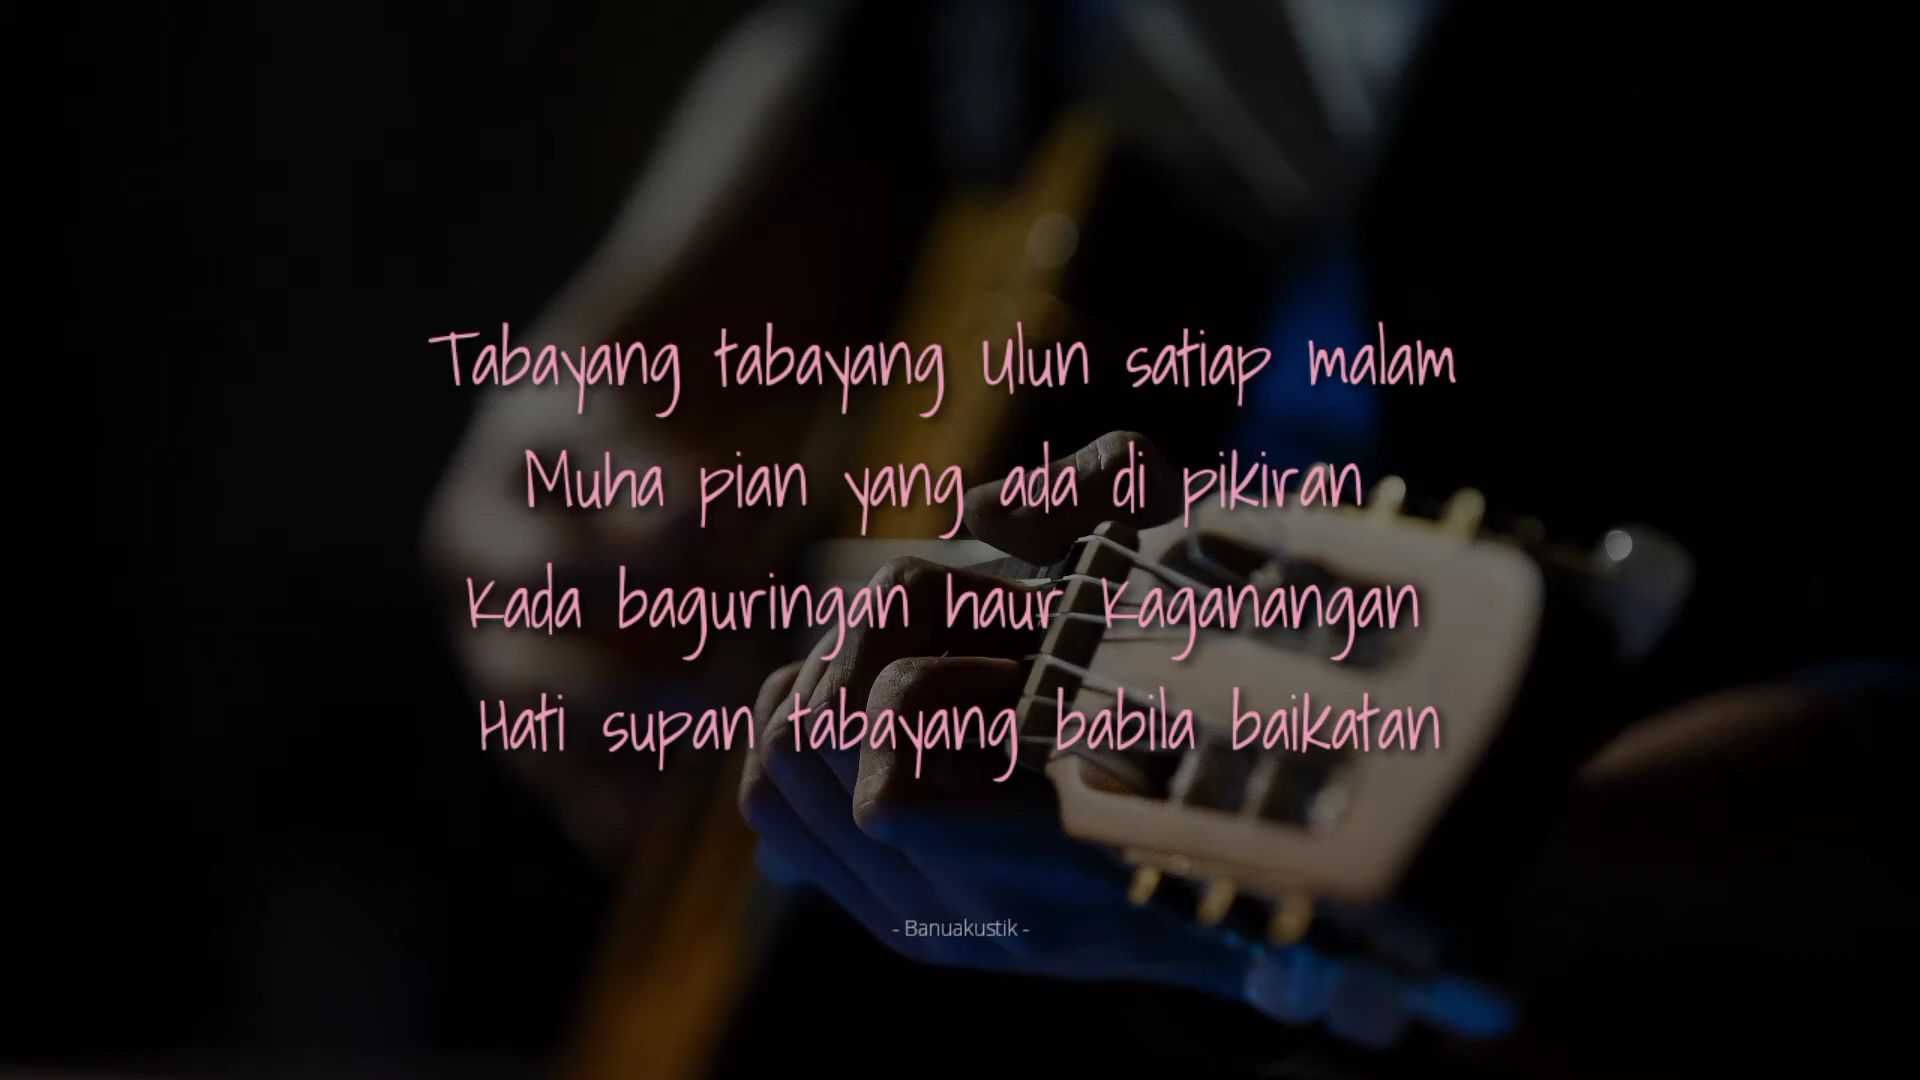 Tabayang tabayang Ulun satiap malam
Muha pian yang ada di pikiran
Kada baguringan haur Kaganangan
Hati supan tabayang babila baikatan
- Banuakustik -